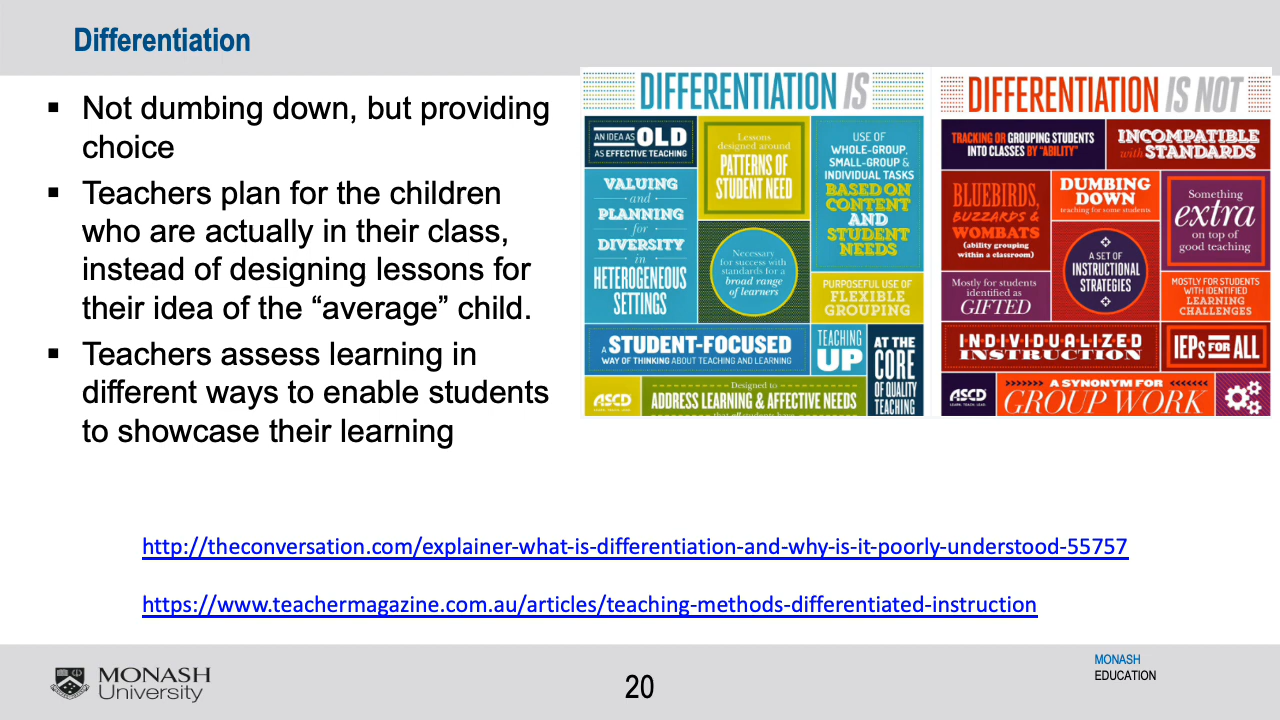 Differentiation
▪ Not dumbing down, but providing
choice
▪ Teachers plan for the children
who are actually in their class,
instead of designing lessons for
their idea of the “average” child.
▪ Teachers assess learning in
different ways to enable students
to showcase their learning
DIFFERENTIATION IS
AN IDEA AS OLD
AS EFFECTIVE TEACHING
VALUING
and
PLANNING
for
DIVERSITY
in
HETEROGENEOUS
SETTINGS
Lessons
designed around
PATTERNS OF
STUDENT NEED
USE OF
WHOLE-GROUP,
SMALL-GROUP &
INDIVIDUAL TASKS
BASED ON
CONTENT
AND
STUDENT
NEEDS
Necessary
for success with
standards for a
broad range
of learners
PURPOSEFUL USE OF
FLEXIBLE
GROUPING
A STUDENT-FOCUSED
WAY OF THINKING ABOUT TEACHING AND LEARNING
TEACHING
UP
AT THE
CORE
OF QUALITY
TEACHING
ASCD
LEARN. TEACH. LEAD.
Designed to
ADDRESS LEARNING & AFFECTIVE NEEDS
that all students have
DIFFERENTIATION IS NOT
TRACKING OR GROUPING STUDENTS
INTO CLASSES BY “ABILITY”
INCOMPATIBLE
with STANDARDS
BLUEBIRDS,
BUZZARDS &
WOMBATS
(ability grouping
within a classroom)
DUMBING
DOWN
teaching for some students
Something
extra
on top of
good teaching
A SET OF
INSTRUCTIONAL
STRATEGIES
Mostly for students
identified as
GIFTED
MOSTLY FOR STUDENTS
WITH IDENTIFIED
LEARNING
CHALLENGES
INDIVIDUALIZED
INSTRUCTION
IEPs FOR ALL
ASCD
LEARN. TEACH. LEAD.
A SYNONYM FOR
GROUP WORK
http://theconversation.com/explainer-what-is-differentiation-and-why-is-it-poorly-understood-55757
https://www.teachermagazine.com.au/articles/teaching-methods-differentiated-instruction
MONASH
University
20
MONASH
EDUCATION